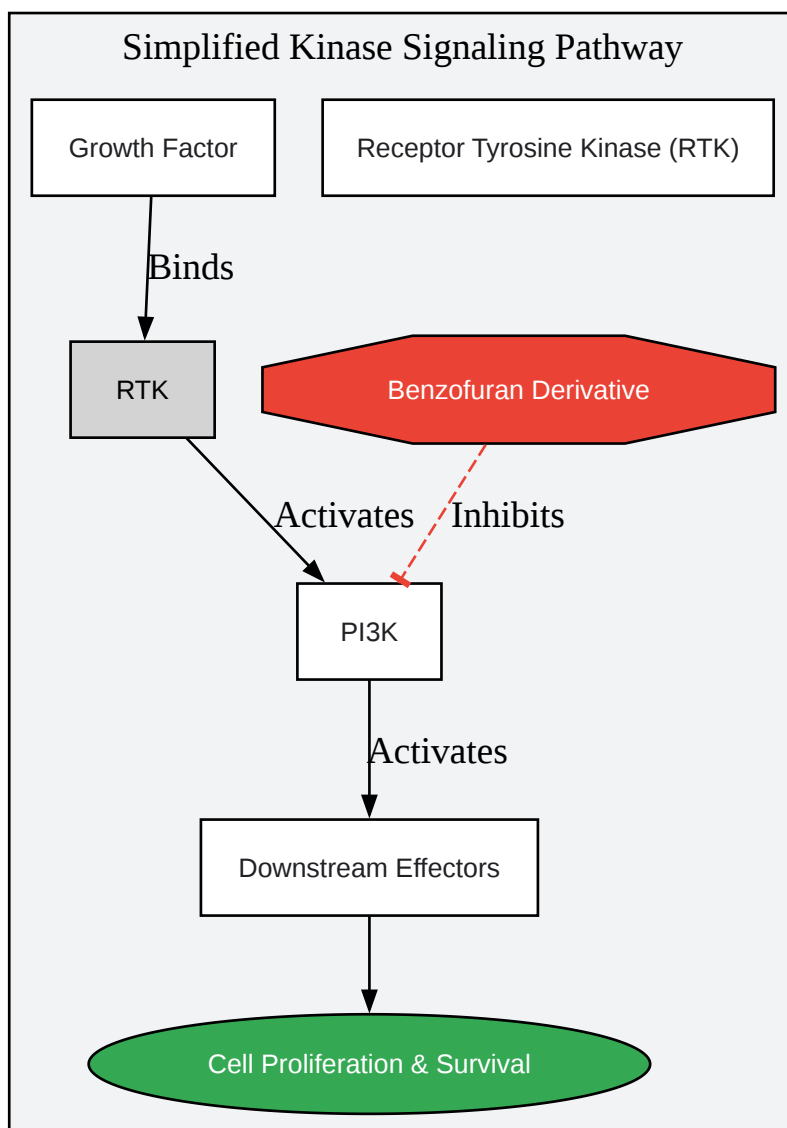 Simplified Kinase Signaling Pathway
Growth Factor
Receptor Tyrosine Kinase (RTK)
Binds
RTK
Benzofuran Derivative
Activates
Inhibits
PI3K
Activates
Downstream Effectors
Cell Proliferation & Survival